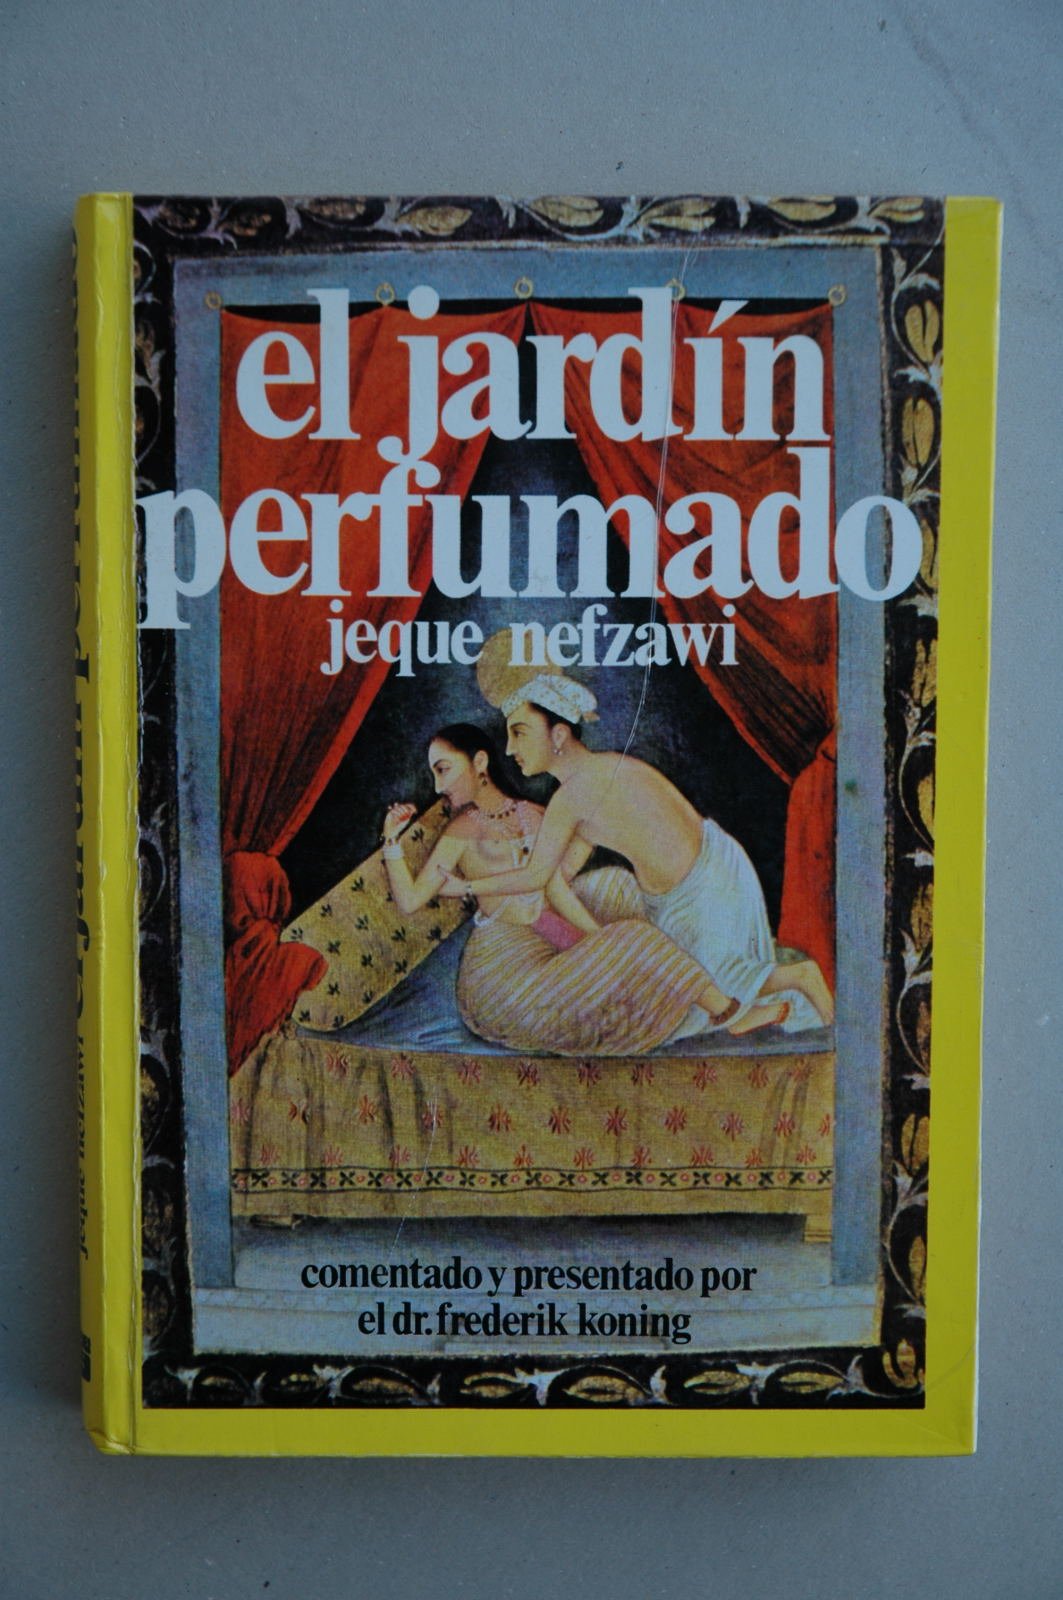 el jardín
perfumado
jeque nefzawi
comentado y presentado por
el dr. frederik koning